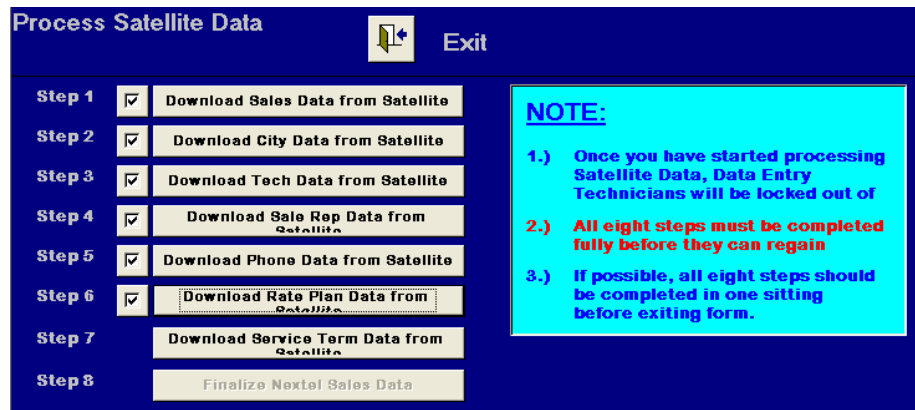 Process Satellite Data
Exit
Step 1
Download Sales Data from Satellite
Step 2
Download City Data from Satellite
Step 3
Download Tech Data from Satellite
Step 4
Download Sale Rep Data from
Satellite
Step 5
Download Phone Data from Satellite
Step 6
Download Rate Plan Data from
Satellite
Step 7
Download Service Term Data from
Satellite
Step 8
Finalize Nextel Sales Data
NOTE:
1.) Once you have started processing
Satellite Data, Data Entry
Technicians will be locked out of
2.) All eight steps must be completed
fully before they can regain
3.) If possible, all eight steps should
be completed in one sitting
before exiting form.